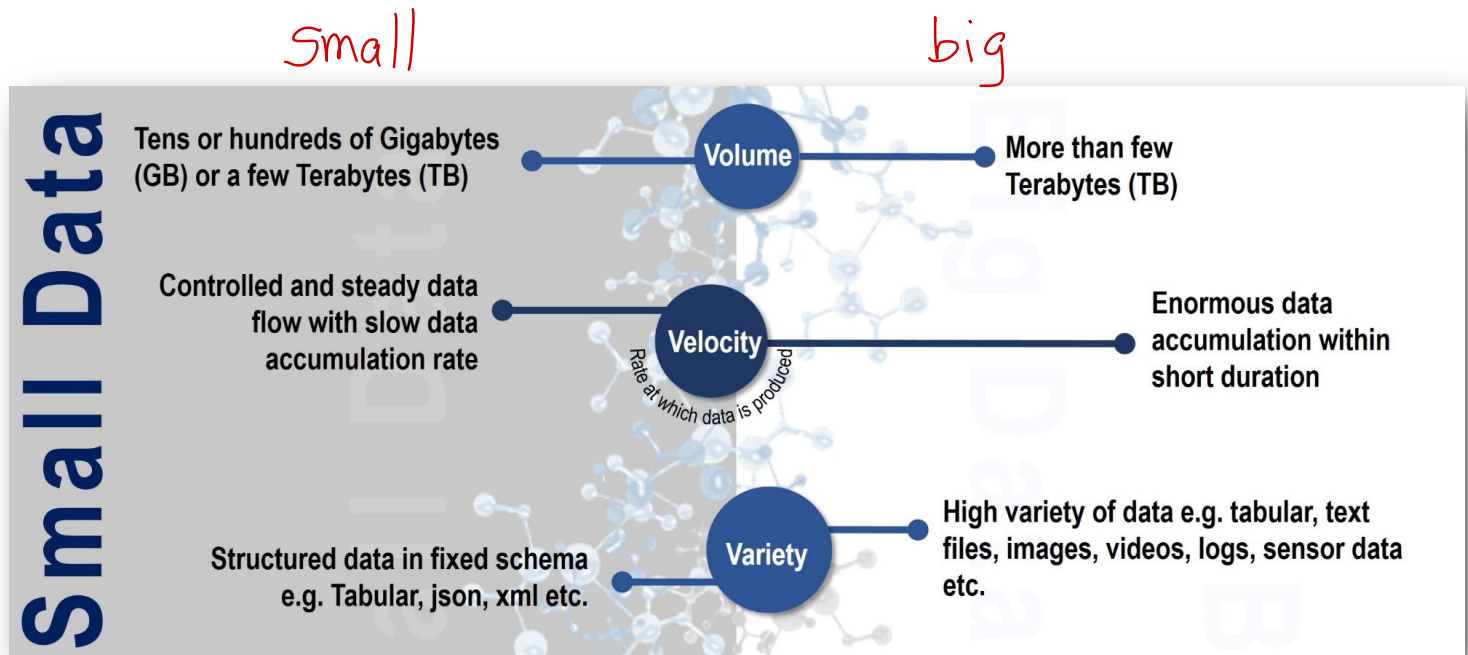 Small
big
Small Data
Tens or hundreds of Gigabytes
(GB) or a few Terabytes (TB)
Volume
More than few
Terabytes (TB)
Controlled and steady data
flow with slow data
accumulation rate
Velocity
Rate at which data is produced
Enormous data
accumulation within
short duration
Structured data in fixed schema
e.g. Tabular, json, xml etc.
Variety
High variety of data e.g. tabular, text
files, images, videos, logs, sensor data
etc.